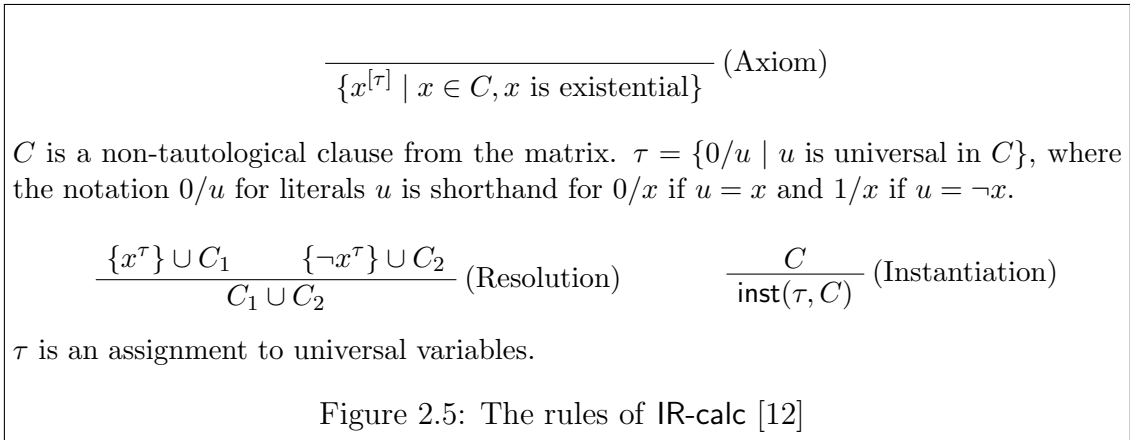 {x^{[τ]} | x ∈ C, x is existential} (Axiom)
C is a non-tautological clause from the matrix. τ = {0/u | u is universal in C}, where
the notation 0/u for literals u is shorthand for 0/x if u = x and 1/x if u = ¬x.
{x^τ} ∪ C₁ {¬x^τ} ∪ C₂ (Resolution) C (Instantiation)
C₁ ∪ C₂ inst(τ, C)
τ is an assignment to universal variables.
Figure 2.5: The rules of IR-calc [12]